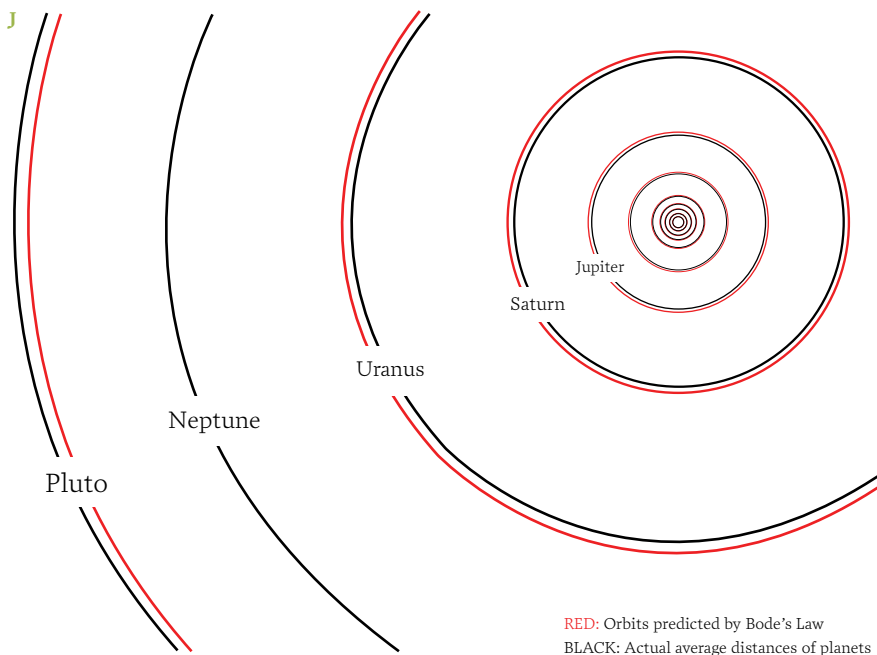 J
Jupiter
Saturn
Uranus
Neptune
Pluto
RED: Orbits predicted by Bode’s Law
BLACK: Actual average distances of planets